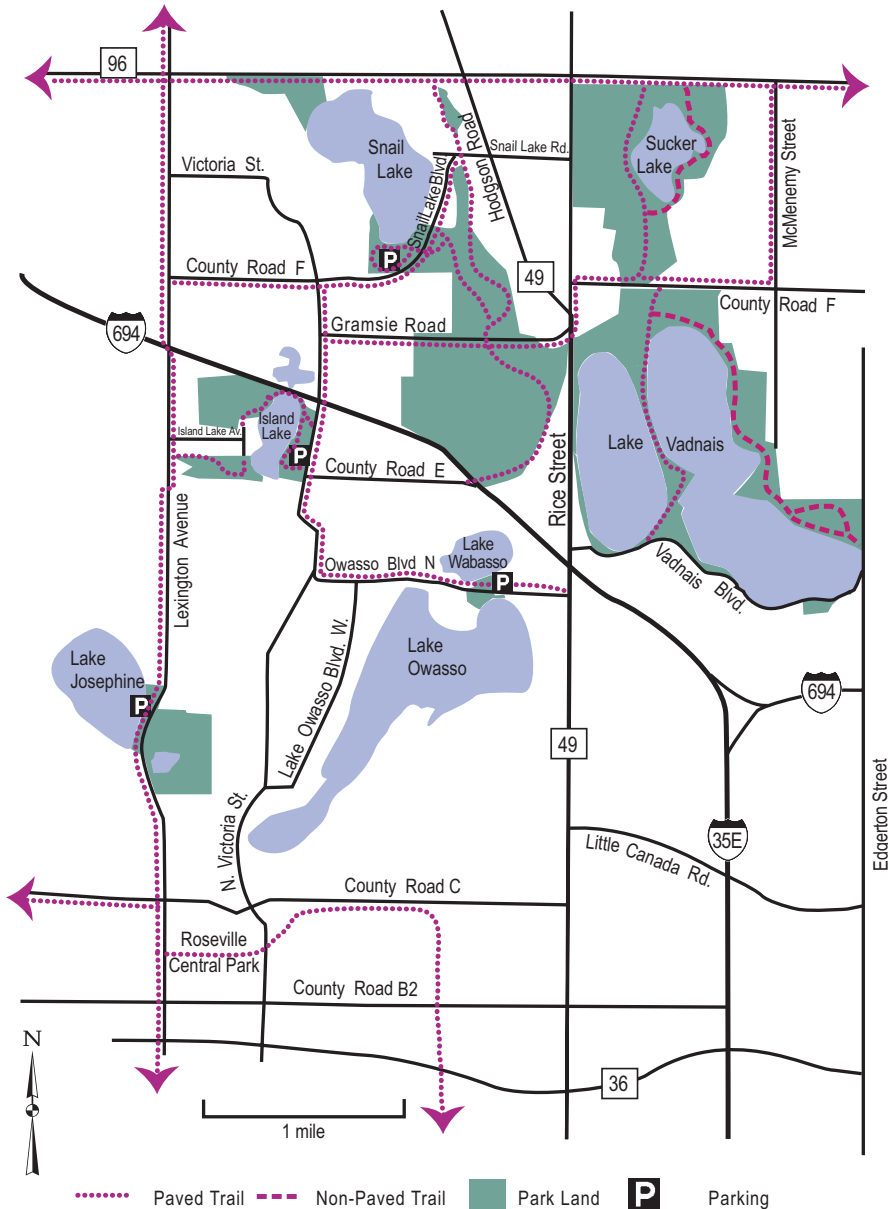 96
Snail
Lake
Hodgson Road
Snail Lake Rd.
Sucker
Lake
McMenemy Street
Victoria St.
SnailLakeBlvd
P
County Road F
49
County Road F
694
Gramsie Road
Island Lake Av.
Island
Lake
P
County Road E
Lake
Vadnais
Rice Street
Lexington Avenue
Owasso Blvd N
Lake
Wabasso
P
Vadnais Blvd.
Lake
Josephine
P
Lake
Owasso
Lake Owasso Blvd. W.
694
49
N. Victoria St.
35E
Little Canada Rd.
Edgerton Street
County Road C
Roseville
Central Park
County Road B2
N
36
1 mile
Paved Trail
Non-Paved Trail
Park Land
P
Parking